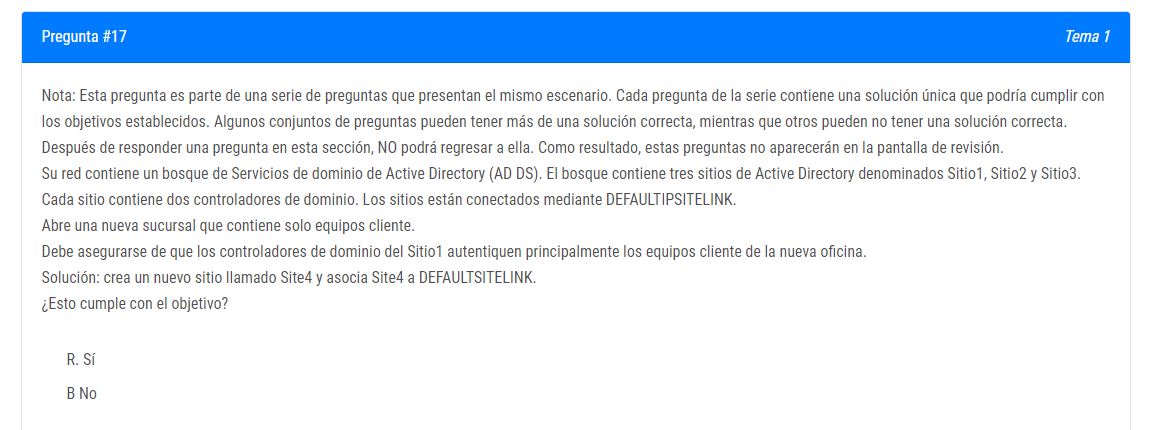 Pregunta #17
Tema 1
Nota: Esta pregunta es parte de una serie de preguntas que presentan el mismo escenario. Cada pregunta de la serie contiene una solución única que podría cumplir con
los objetivos establecidos. Algunos conjuntos de preguntas pueden tener más de una solución correcta, mientras que otros pueden no tener una solución correcta.
Después de responder una pregunta en esta sección, NO podrá regresar a ella. Como resultado, estas preguntas no aparecerán en la pantalla de revisión.
Su red contiene un bosque de Servicios de dominio de Active Directory (AD DS). El bosque contiene tres sitios de Active Directory denominados Sitio1, Sitio2 y Sitio3.
Cada sitio contiene dos controladores de dominio. Los sitios están conectados mediante DEFAULTIPSITELINK.
Abre una nueva sucursal que contiene solo equipos cliente.
Debe asegurarse de que los controladores de dominio del Sitio1 autentiquen principalmente los equipos cliente de la nueva oficina.
Solución: crea un nuevo sitio llamado Site4 y asocia Site4 a DEFAULTSITELINK.
¿Esto cumple con el objetivo?
R. Sí
B No